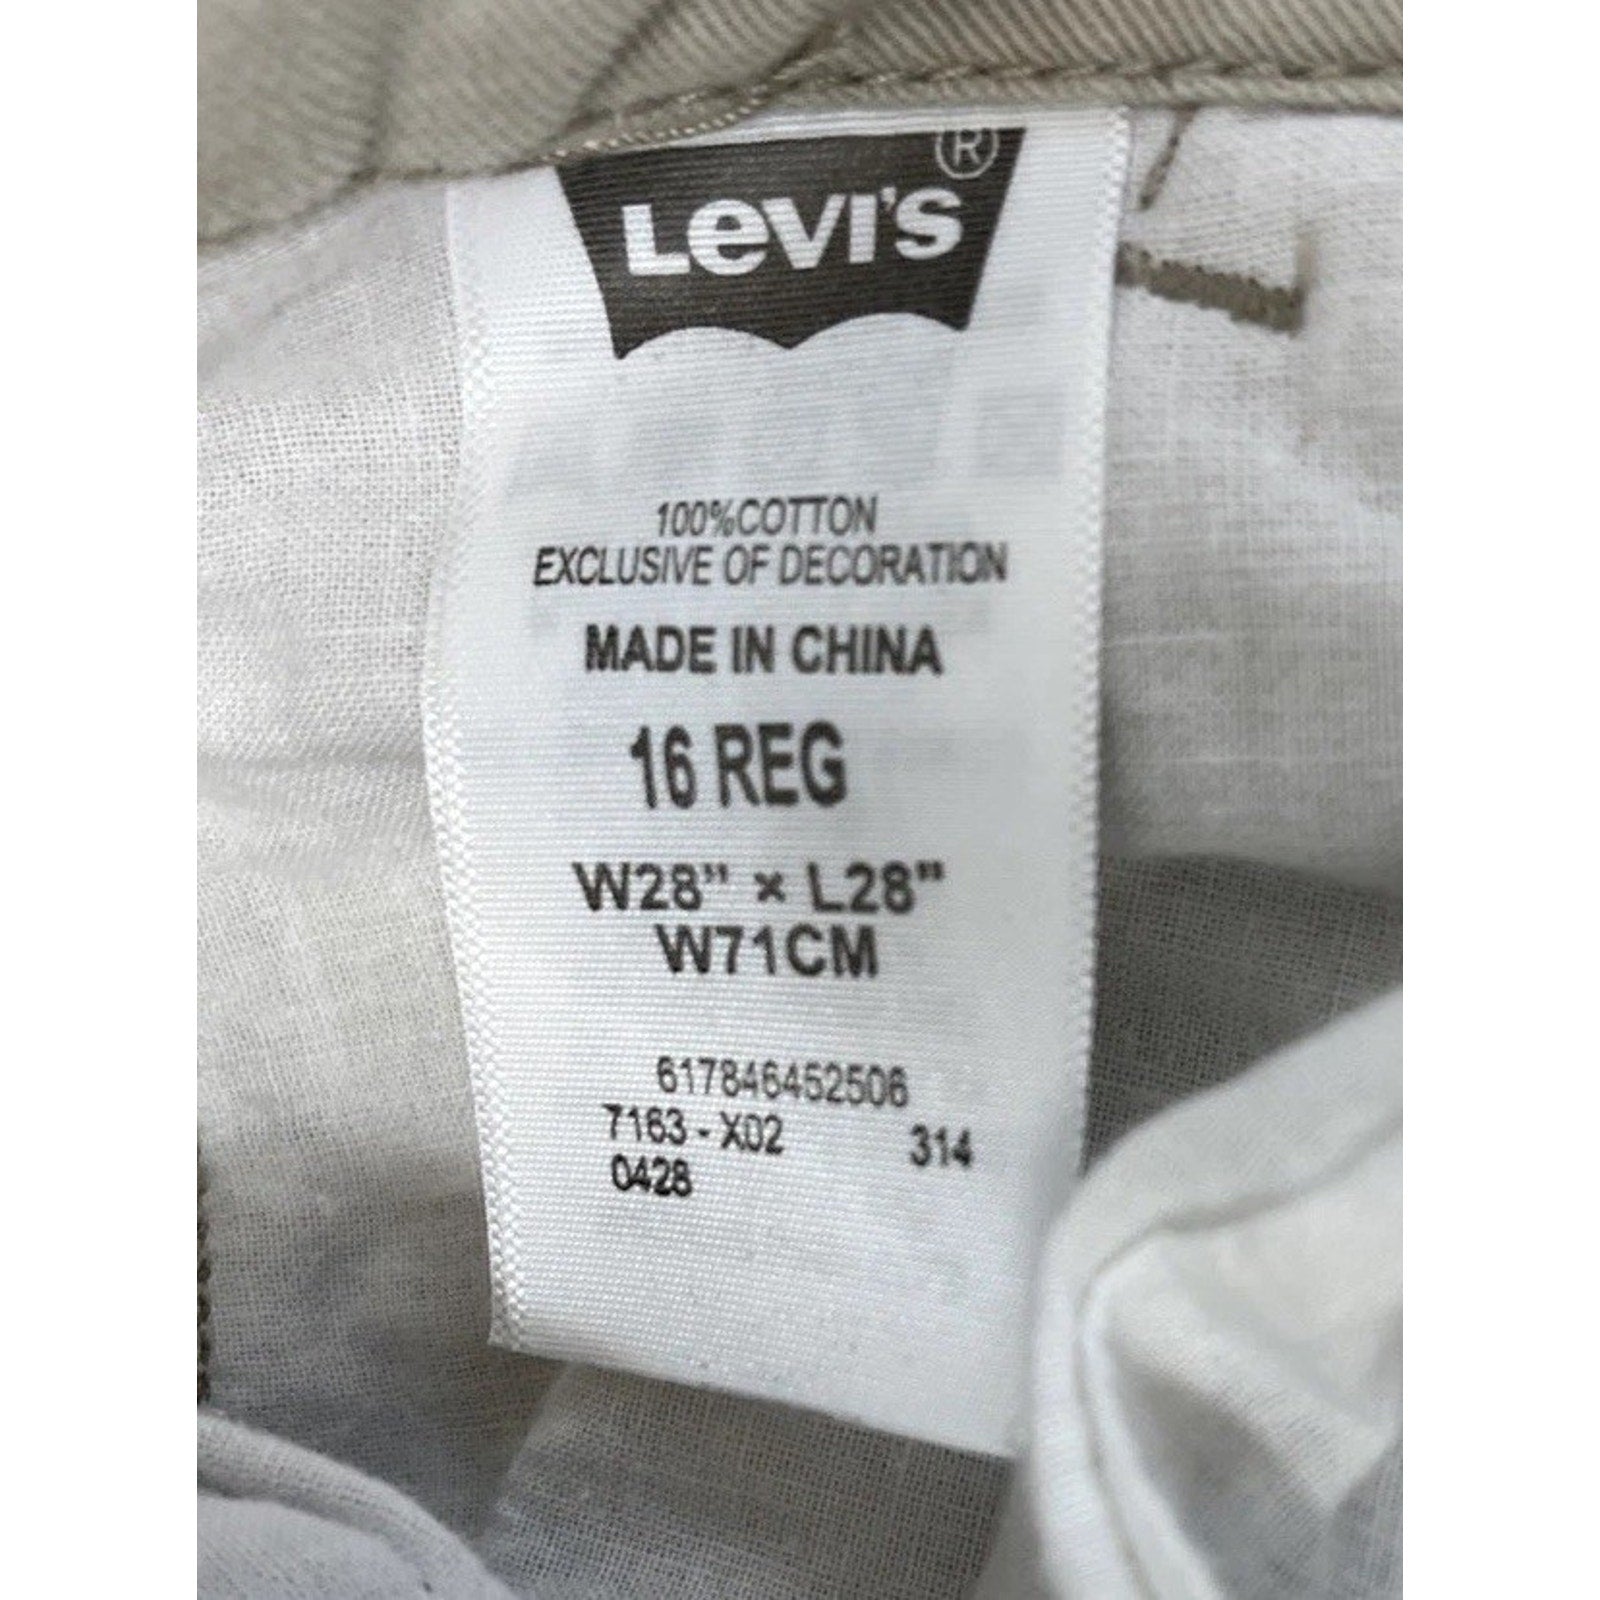 LEVI'S ®
100%COTTON
EXCLUSIVE OF DECORATION
MADE IN CHINA
16 REG
W28" × L28"
W71CM
617846452506
7163 - X02 314
0428